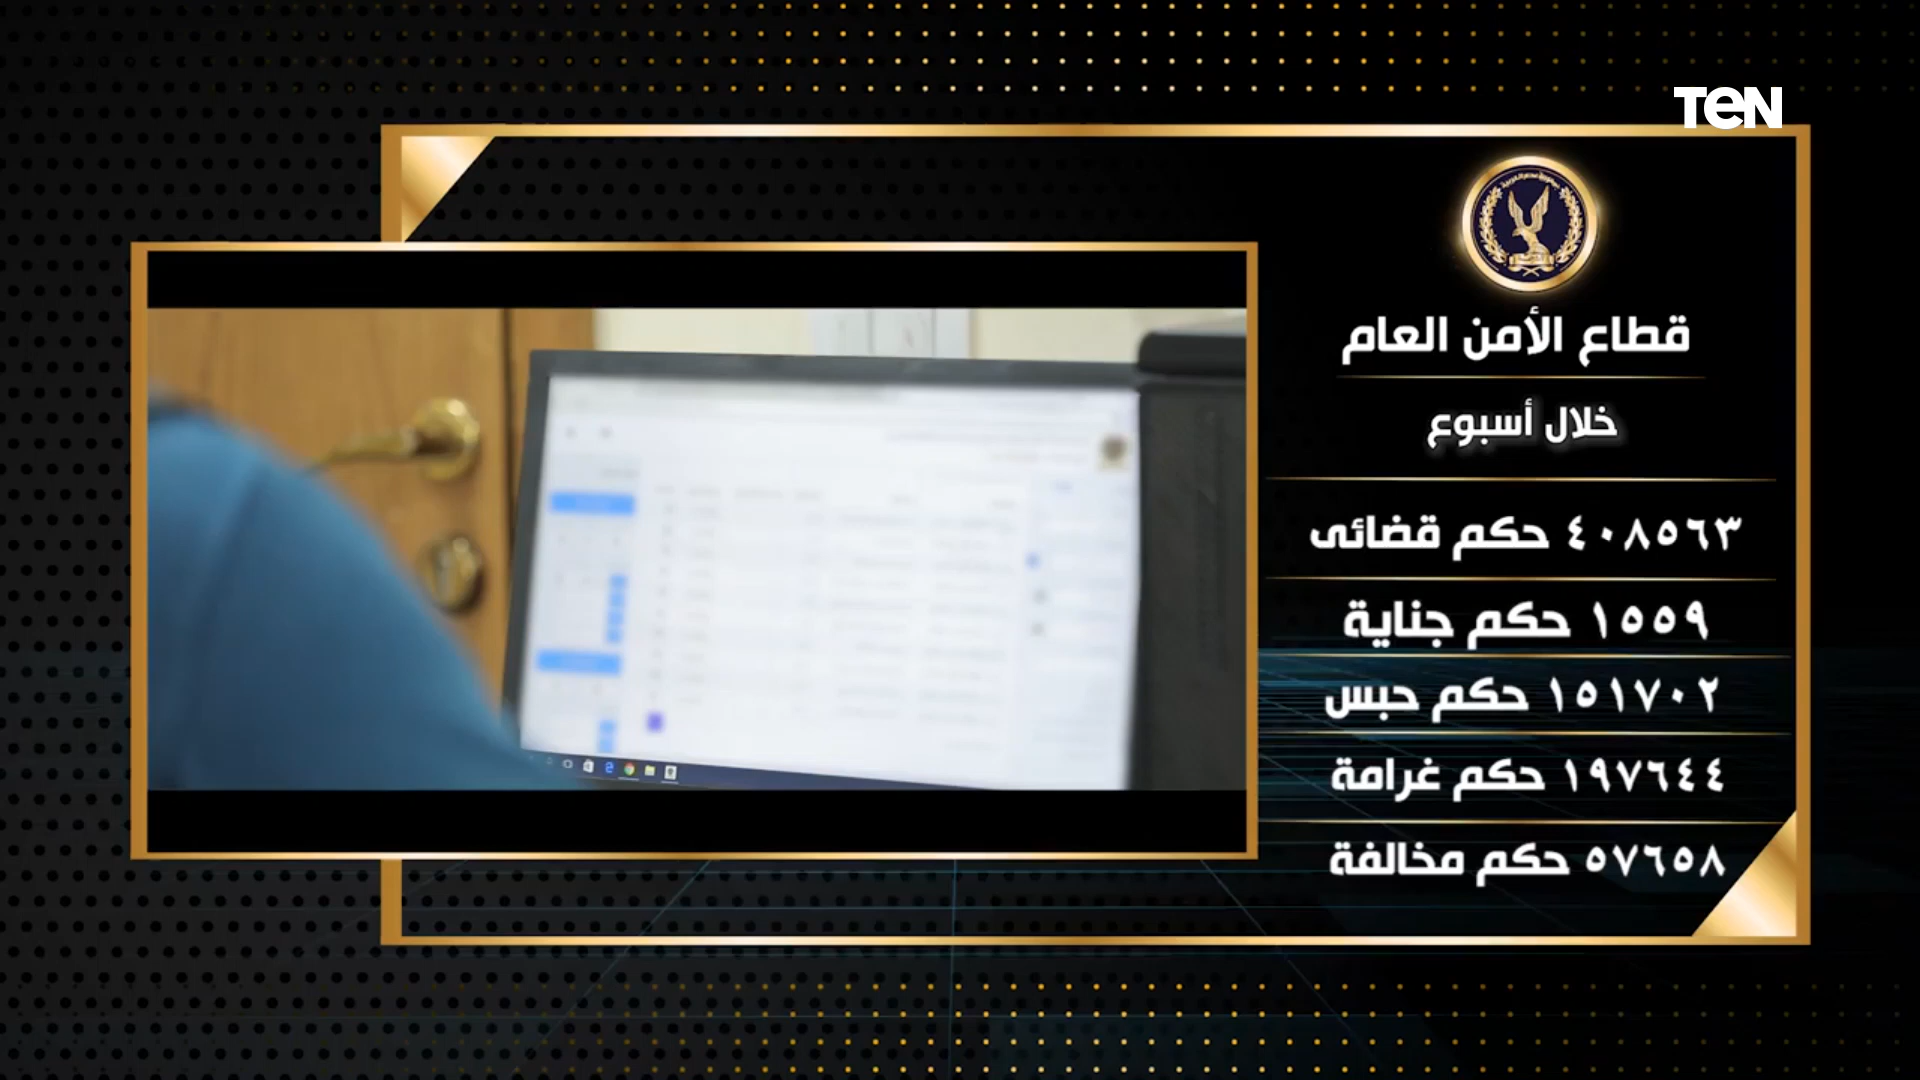 TEN
قطاع الأمن العام
خلال أسبوع
٤٠٨٥٦٣ حكم قضائى
١٥٥٩ حكم جناية
١٥١٧٠٢ حكم حبس
١٩٧٦٤٤ حكم غرامة
٥٧٦٥٨ حكم مخالفة